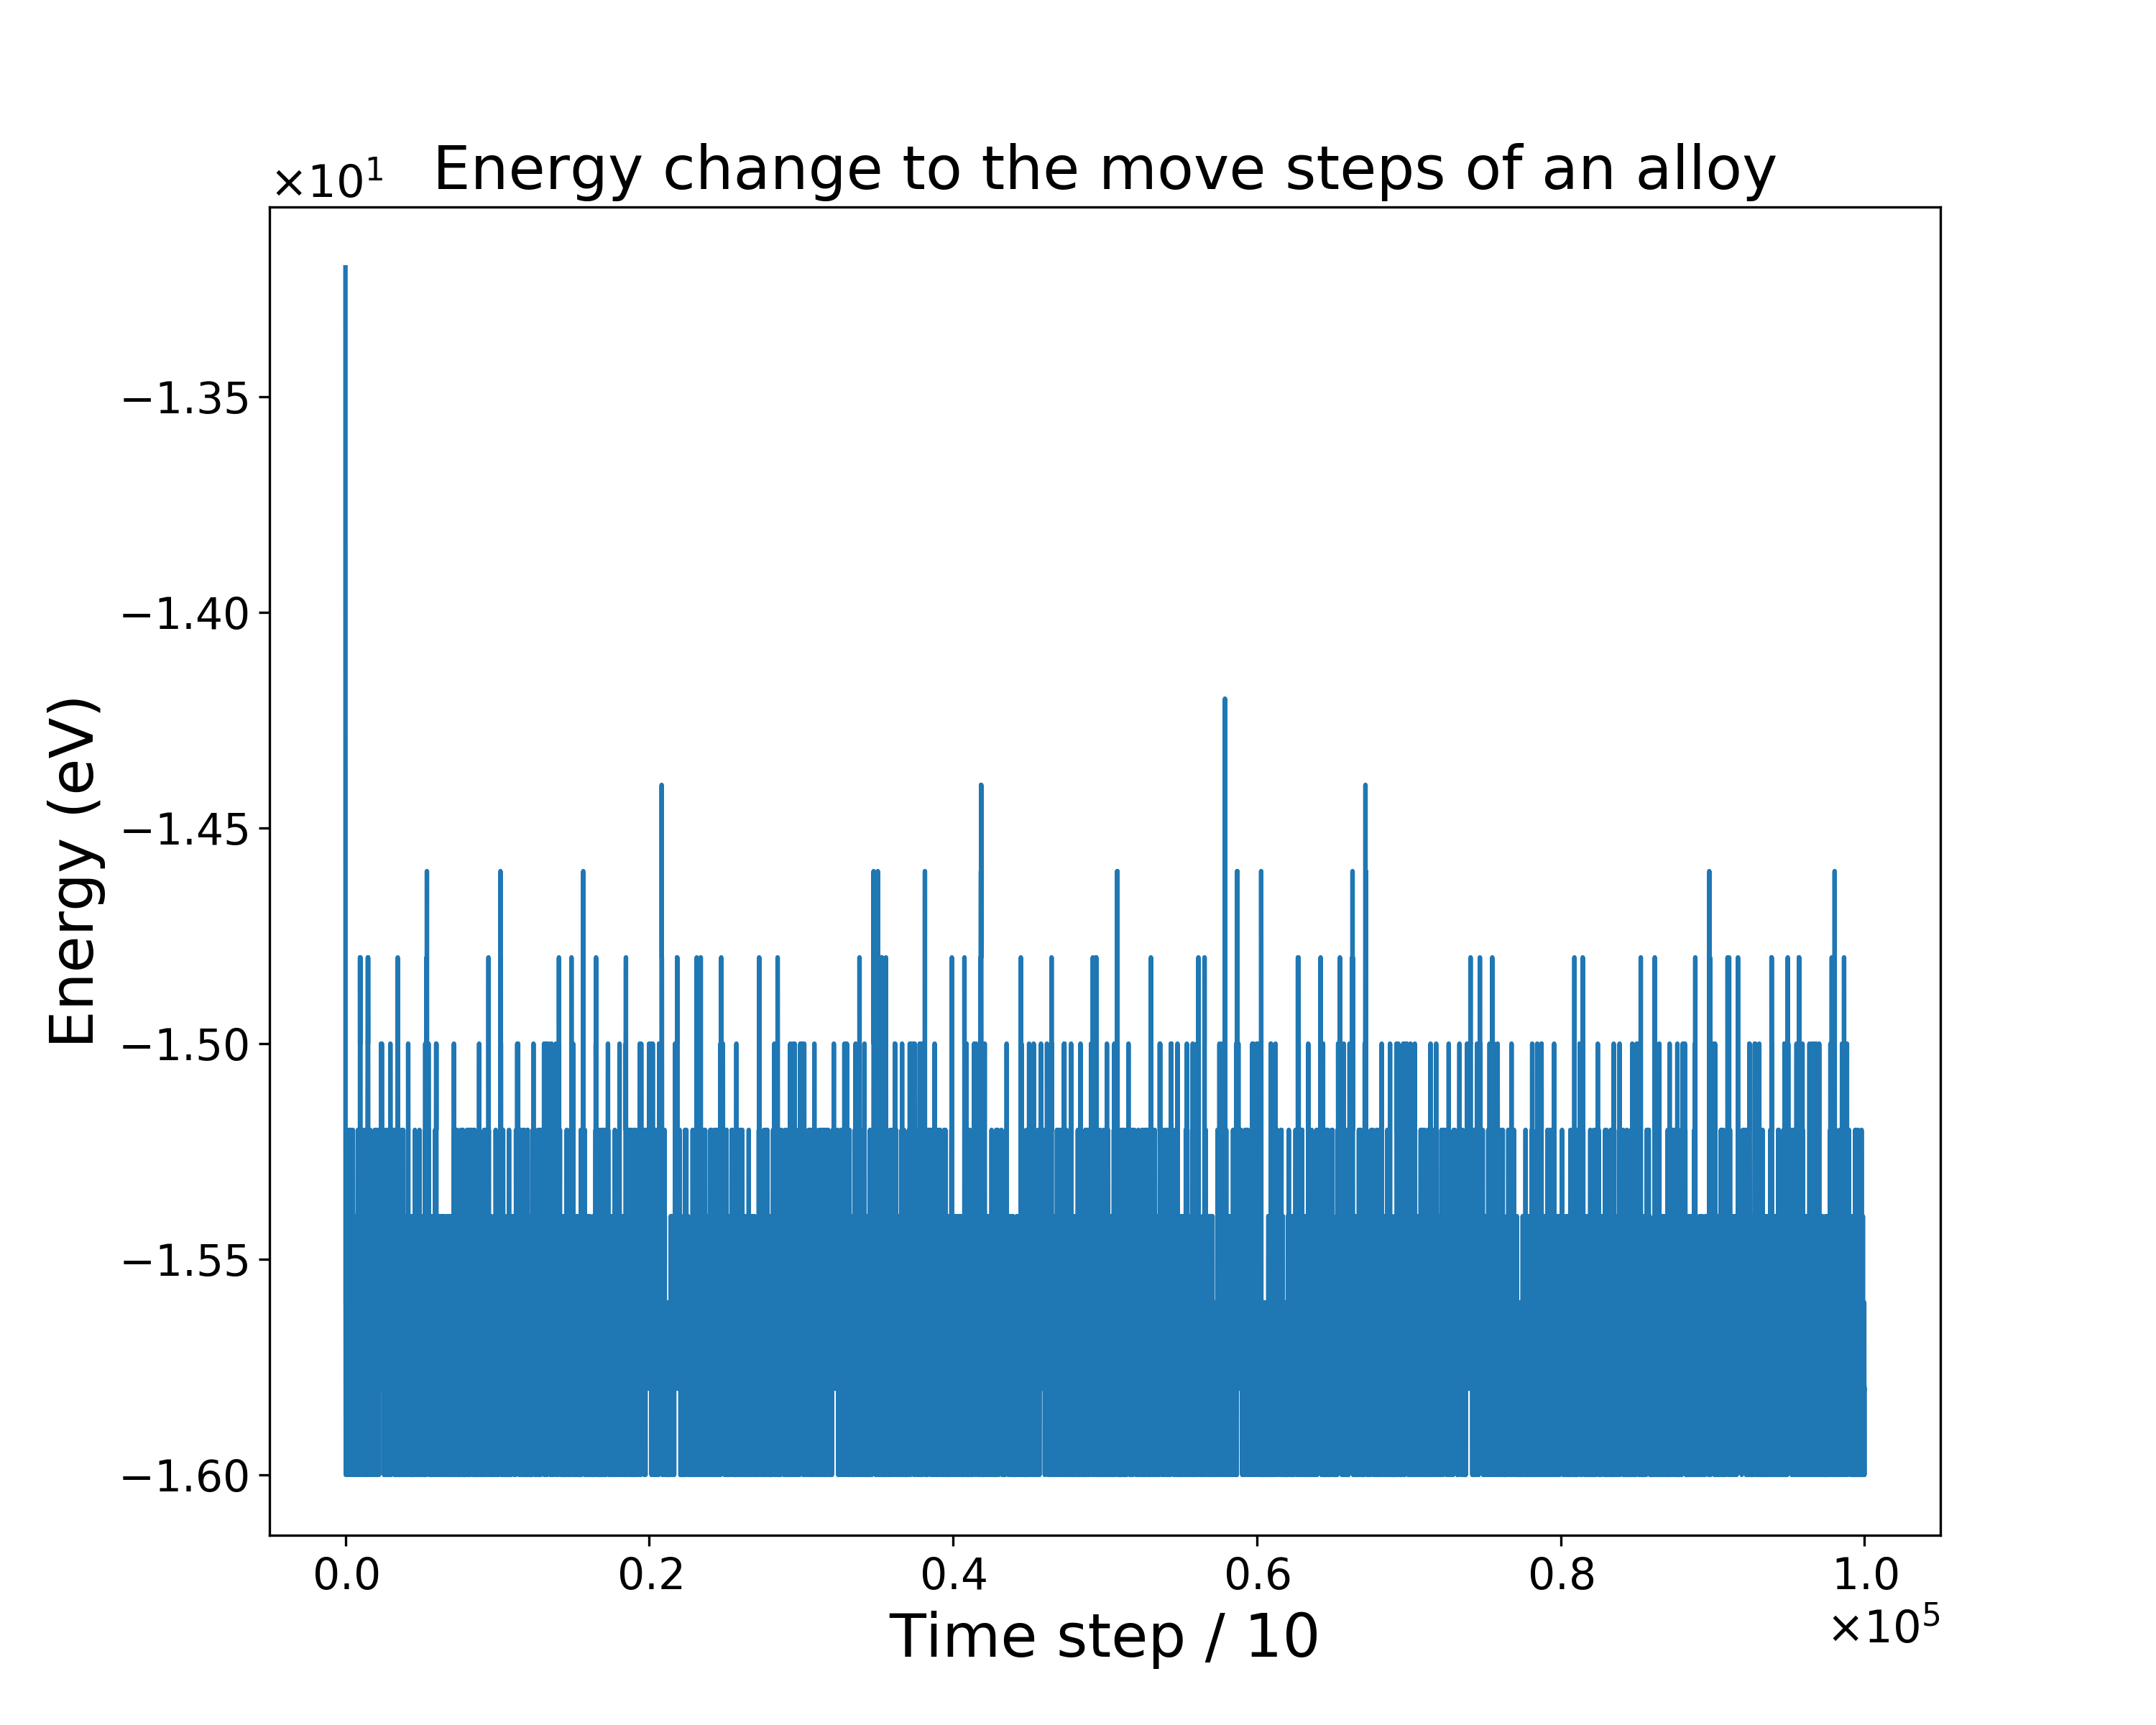 Energy change to the move steps of an alloy
×10¹
−1.35
−1.40
−1.45
−1.50
−1.55
−1.60
Energy (eV)
0.0 0.2 0.4 0.6 0.8 1.0
×10⁵
Time step / 10